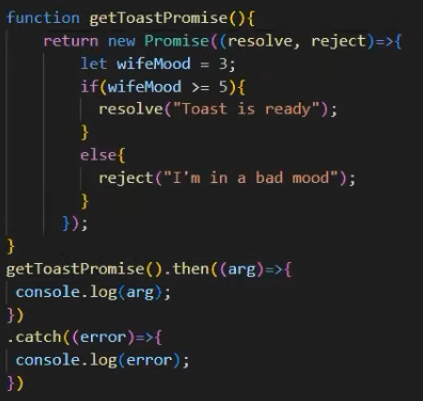 function getToastPromise(){
return new Promise((resolve, reject)=>{
let wifeMood = 3;
if(wifeMood >= 5){
resolve("Toast is ready");
}
else{
reject("I'm in a bad mood");
}
});
}
getToastPromise().then((arg)=>{
console.log(arg);
})
.catch((error)=>{
console.log(error);
})